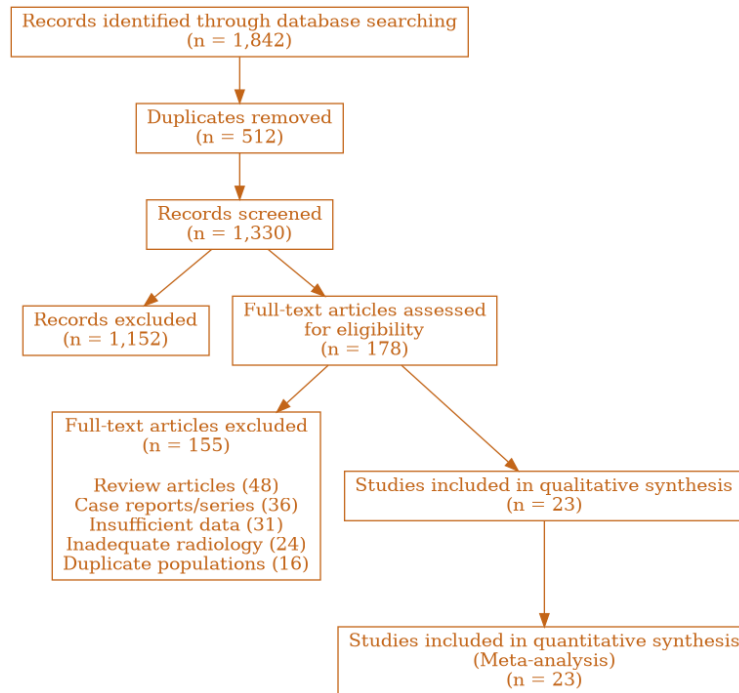 Records identified through database searching
(n = 1,842)
Duplicates removed
(n = 512)
Records screened
(n = 1,330)
Records excluded
(n = 1,152)
Full-text articles assessed
for eligibility
(n = 178)
Full-text articles excluded
(n = 155)
Review articles (48)
Case reports/series (36)
Insufficient data (31)
Inadequate radiology (24)
Duplicate populations (16)
Studies included in qualitative synthesis
(n = 23)
Studies included in quantitative synthesis
(Meta-analysis)
(n = 23)